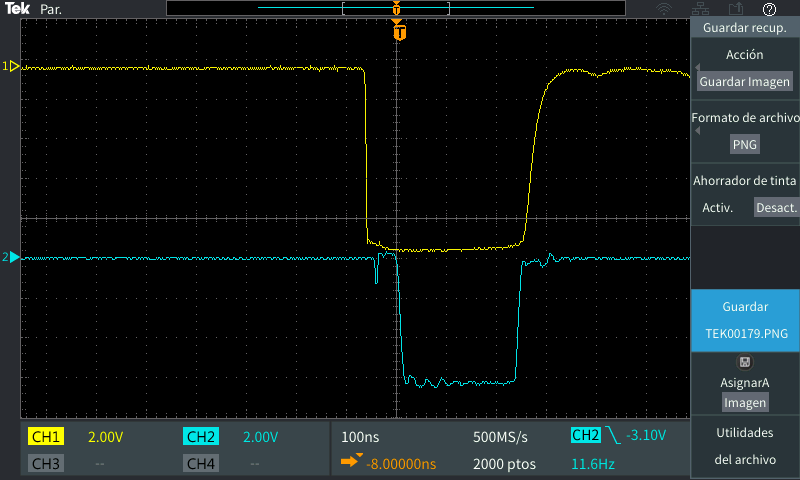 Tek Par.
T
T
Guardar recup.
Acción
Guardar Imagen
Formato de archivo
PNG
Ahorrador de tinta
Activ. Desact.
Guardar
TEK00179.PNG
AsignarA
Imagen
Utilidades
del archivo
1
2
CH1 2.00V CH2 2.00V
CH3 -- CH4 --
100ns 500MS/s CH2 -3.10V
-8.00000ns 2000 ptos 11.6Hz
?